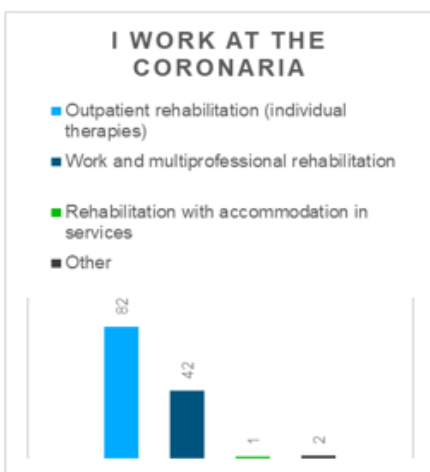 I WORK AT THE
CORONARIA
Outpatient rehabilitation (individual
therapies)
Work and multiprofessional rehabilitation
Rehabilitation with accommodation in
services
Other
82
42
1
2